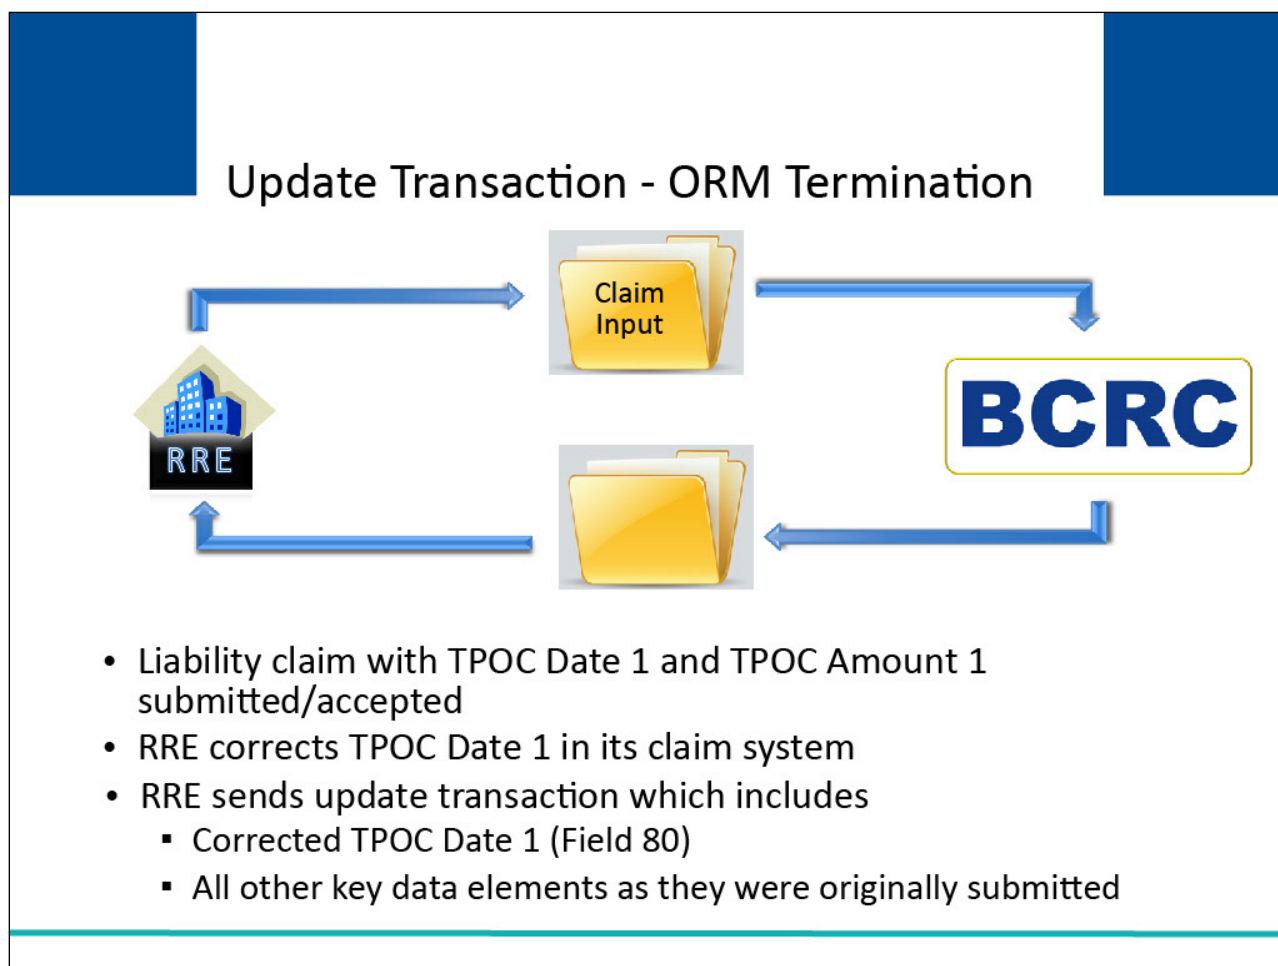 Update Transaction - ORM Termination
Claim
Input
RRE
BCRC
• Liability claim with TPOC Date 1 and TPOC Amount 1
submitted/accepted
• RRE corrects TPOC Date 1 in its claim system
• RRE sends update transaction which includes
▪ Corrected TPOC Date 1 (Field 80)
▪ All other key data elements as they were originally submitted